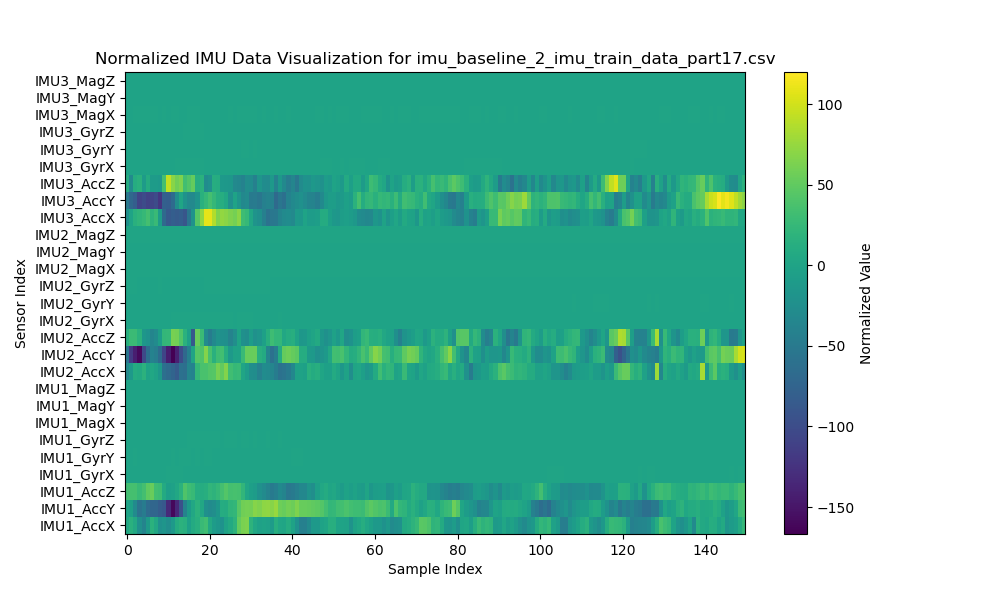 Normalized IMU Data Visualization for imu_baseline_2_imu_train_data_part17.csv
IMU3_MagZ
IMU3_MagY
IMU3_MagX
IMU3_GyrZ
IMU3_GyrY
IMU3_GyrX
IMU3_AccZ
IMU3_AccY
IMU3_AccX
IMU2_MagZ
IMU2_MagY
IMU2_MagX
IMU2_GyrZ
IMU2_GyrY
IMU2_GyrX
IMU2_AccZ
IMU2_AccY
IMU2_AccX
IMU1_MagZ
IMU1_MagY
IMU1_MagX
IMU1_GyrZ
IMU1_GyrY
IMU1_GyrX
IMU1_AccZ
IMU1_AccY
IMU1_AccX
Sensor Index
0 20 40 60 80 100 120 140
Sample Index
100
50
0
−50
−100
−150
Normalized Value